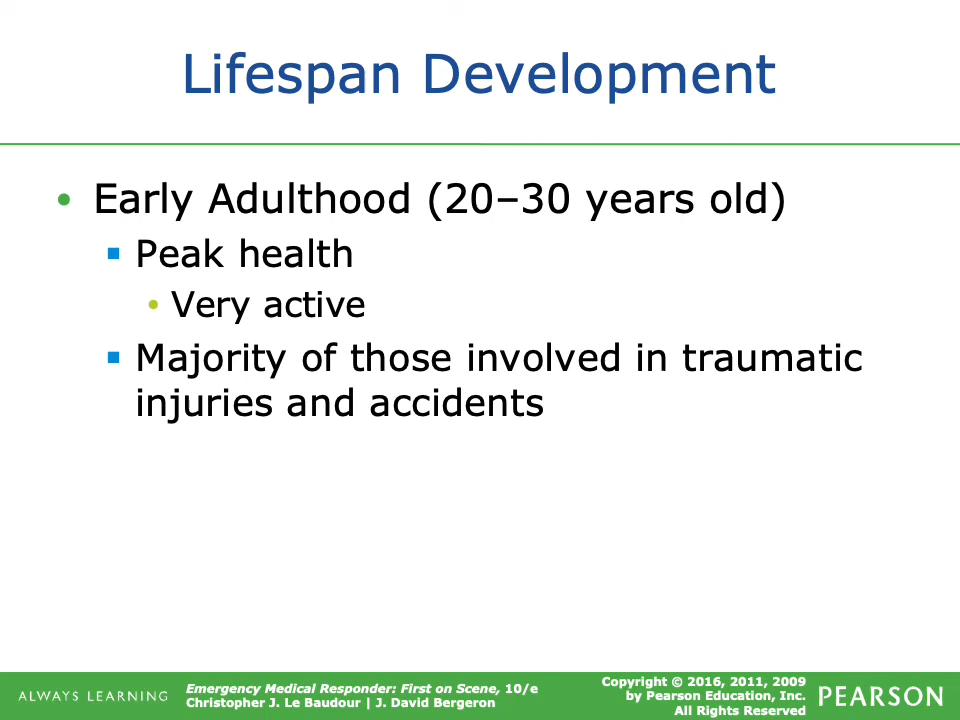 Lifespan Development
• Early Adulthood (20–30 years old)
▪ Peak health
• Very active
▪ Majority of those involved in traumatic
injuries and accidents
ALWAYS LEARNING
Emergency Medical Responder: First on Scene, 10/e
Christopher J. Le Baudour | J. David Bergeron
Copyright © 2016, 2011, 2009
by Pearson Education, Inc.
All Rights Reserved
PEARSON